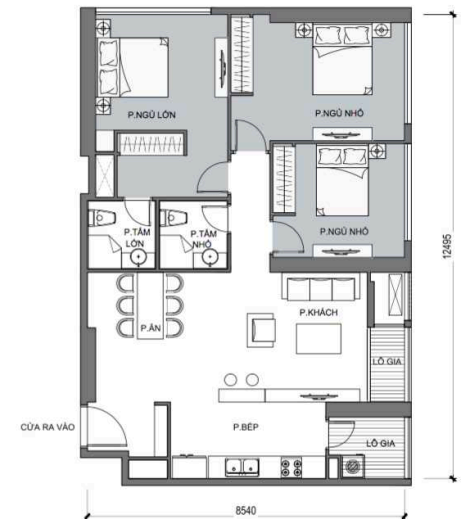 P.NGỦ LỚN
P.NGỦ NHỎ
P.NGỦ NHỎ
P.TẮM
LỚN
P.TẮM
NHỎ
12495
P.KHÁCH
P.ĂN
LÔ GIA
CỬA RA VÀO
P.BẾP
LÔ GIA
8540